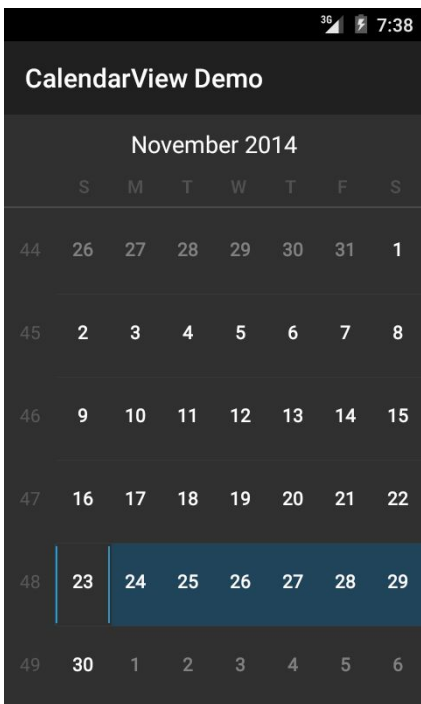 3G 7:38
CalendarView Demo
November 2014
S M T W T F S
44 26 27 28 29 30 31 1
45 2 3 4 5 6 7 8
46 9 10 11 12 13 14 15
47 16 17 18 19 20 21 22
48 23 24 25 26 27 28 29
49 30 1 2 3 4 5 6